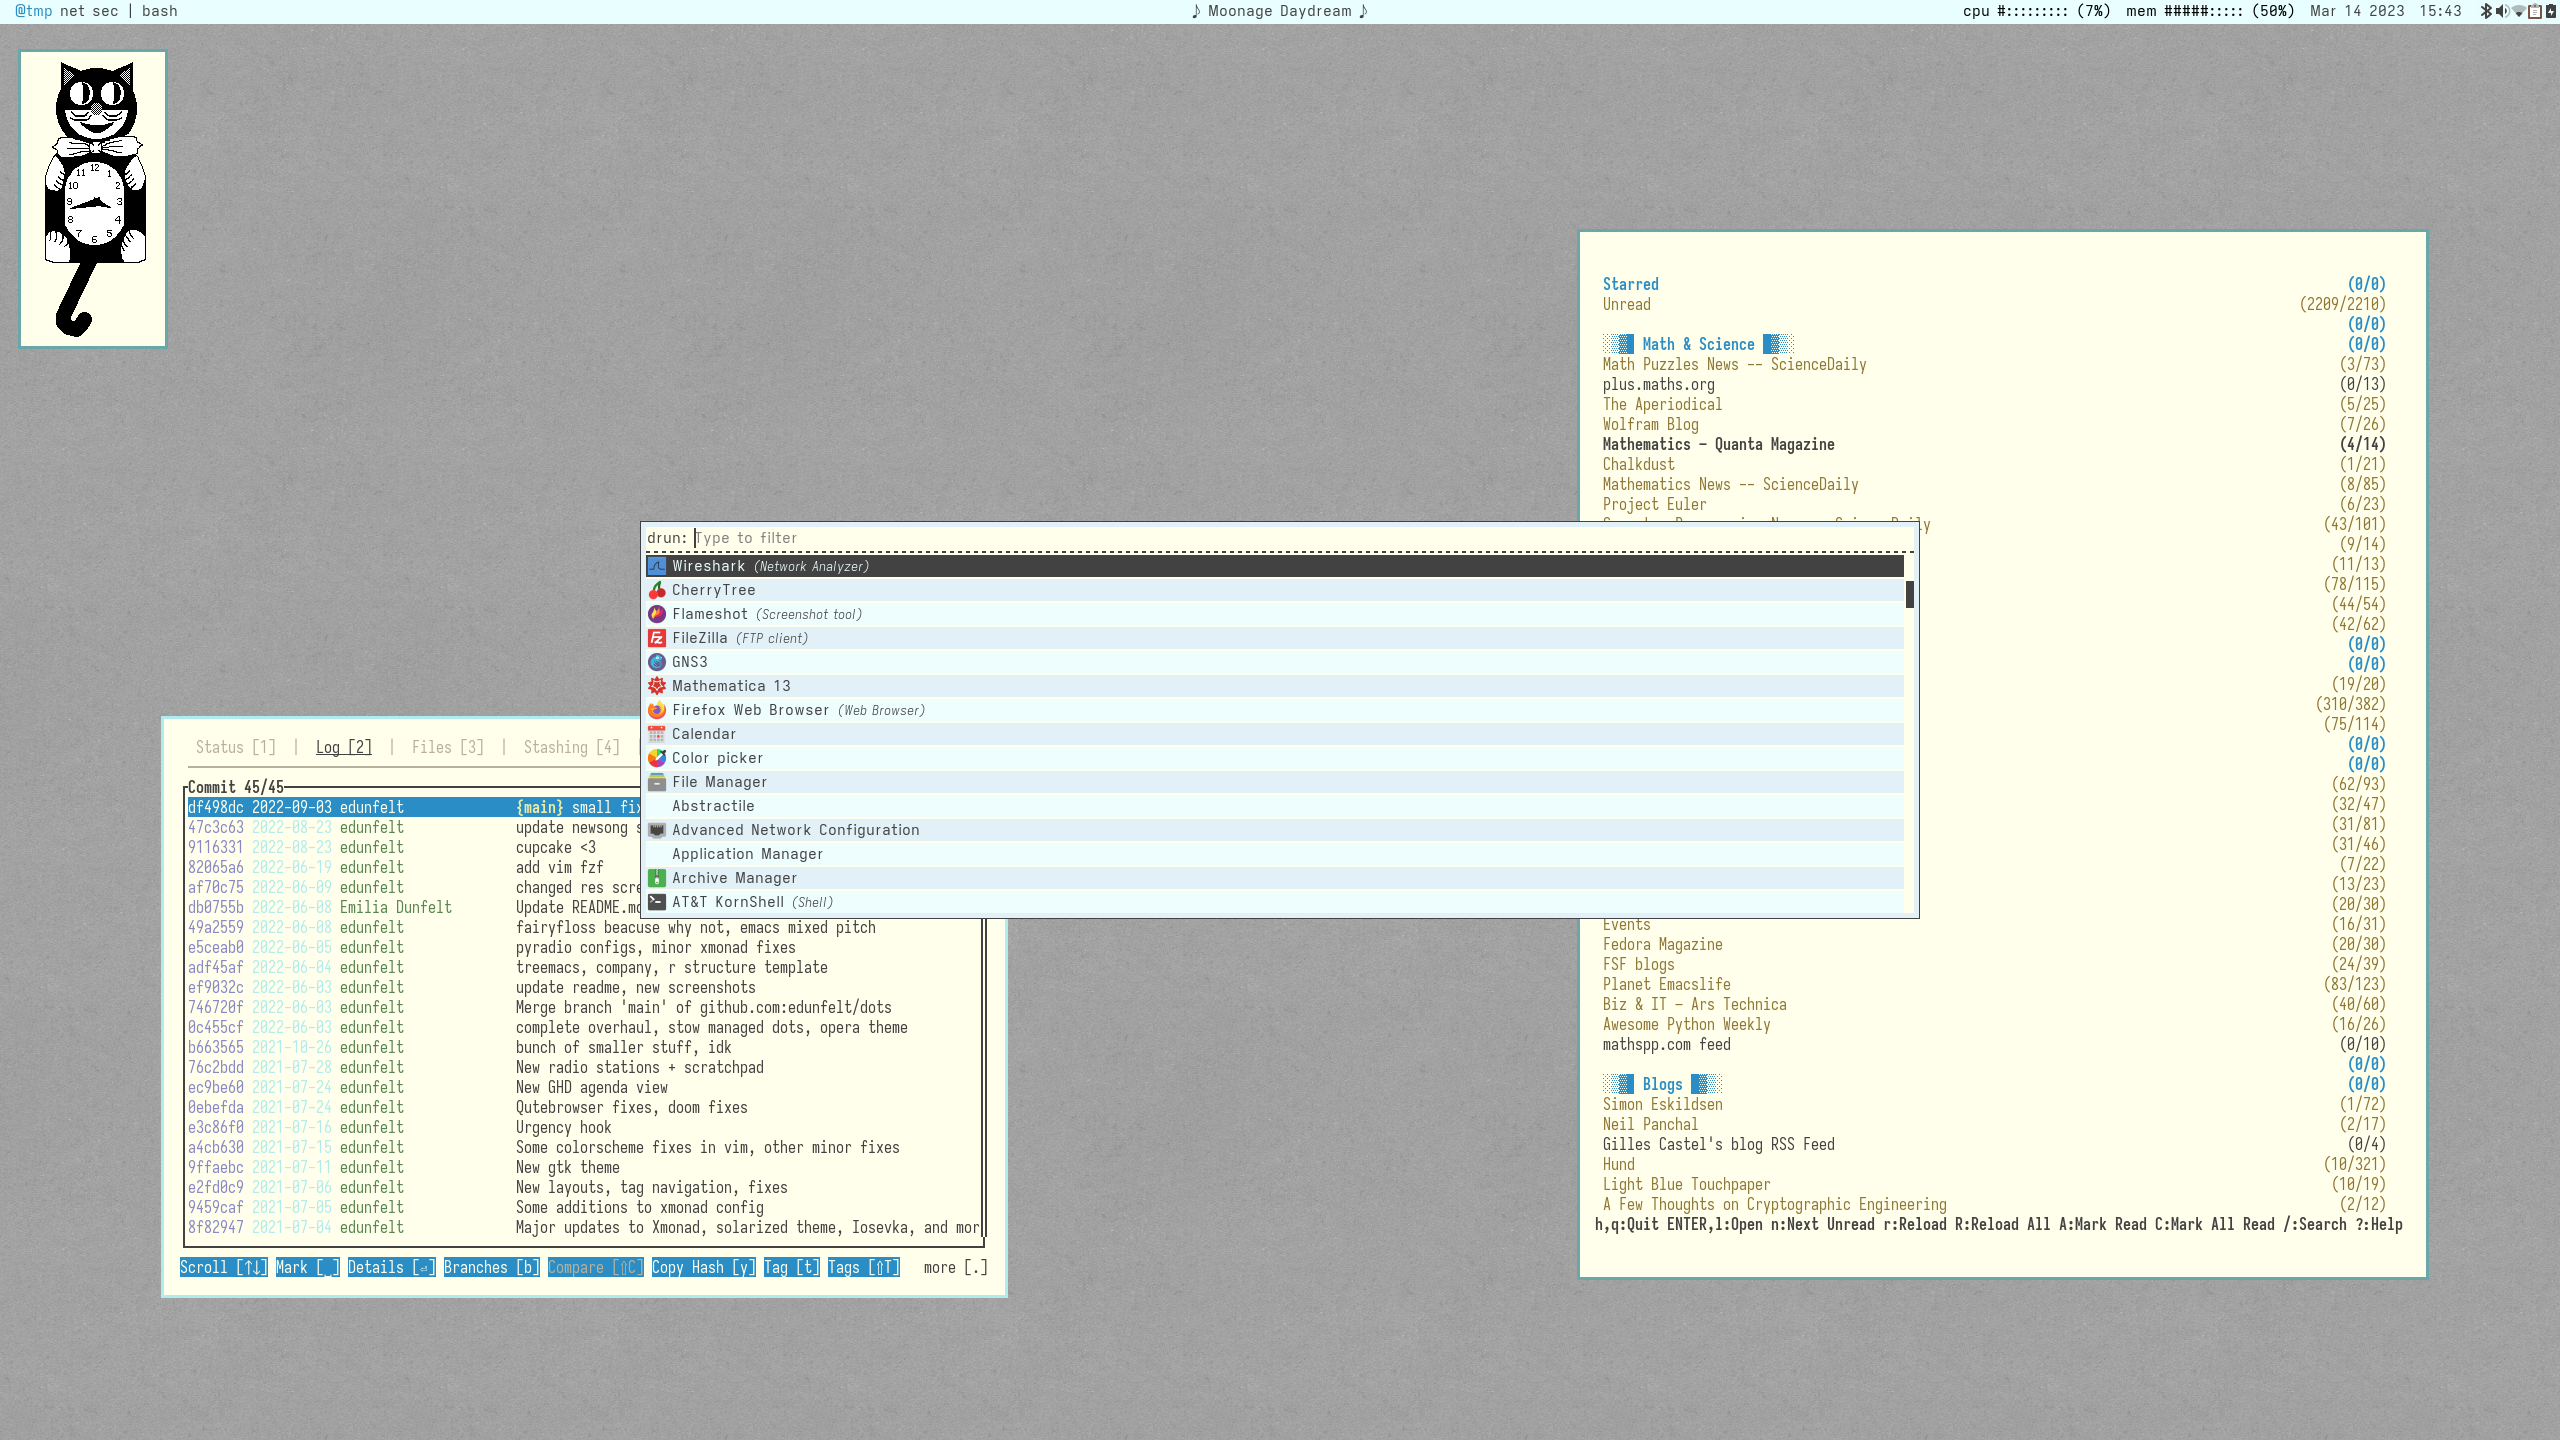 @tmp net sec | bash
♪ Moonage Daydream ♪
cpu #::::::::: (7%) mem #####::::: (50%) Mar 14 2023 15:43
12
11 1
10 2
9 3
8 4
7 5
6
Starred (0/0)
Unread (2209/2210)
(0/0)
░▒▓█ Math & Science █▓▒░ (0/0)
Math Puzzles News -- ScienceDaily (3/73)
plus.maths.org (0/13)
The Aperiodical (5/25)
Wolfram Blog (7/26)
Mathematics – Quanta Magazine (4/14)
Chalkdust (1/21)
Mathematics News -- ScienceDaily (8/85)
Project Euler (6/23)
(43/101)
(9/14)
(11/13)
(78/115)
(44/54)
(42/62)
(0/0)
(0/0)
(19/20)
(310/382)
(75/114)
(0/0)
(0/0)
(62/93)
(32/47)
(31/81)
(31/46)
(7/22)
(13/23)
(20/30)
Events (16/31)
Fedora Magazine (20/30)
FSF blogs (24/39)
Planet Emacslife (83/123)
Biz & IT – Ars Technica (40/60)
Awesome Python Weekly (16/26)
mathspp.com feed (0/10)
(0/0)
░▒▓█ Blogs █▓▒░ (0/0)
Simon Eskildsen (1/72)
Neil Panchal (2/17)
Gilles Castel's blog RSS Feed (0/4)
Hund (10/321)
Light Blue Touchpaper (10/19)
A Few Thoughts on Cryptographic Engineering (2/12)
h,q:Quit ENTER,l:Open n:Next Unread r:Reload R:Reload All A:Mark Read C:Mark All Read /:Search ?:Help
drun: Type to filter
Wireshark (Network Analyzer)
CherryTree
Flameshot (Screenshot tool)
FileZilla (FTP client)
GNS3
Mathematica 13
Firefox Web Browser (Web Browser)
Calendar
Color picker
File Manager
Abstractile
Advanced Network Configuration
Application Manager
Archive Manager
AT&T KornShell (Shell)
Status [1] | Log [2] | Files [3] | Stashing [4]
Commit 45/45
df498dc 2022-09-03 edunfelt {main} small fix
47c3c63 2022-08-23 edunfelt update newsong s
9116331 2022-08-23 edunfelt cupcake <3
82065a6 2022-06-19 edunfelt add vim fzf
af70c75 2022-06-09 edunfelt changed res scre
db0755b 2022-06-08 Emilia Dunfelt Update README.md
49a2559 2022-06-08 edunfelt fairyfloss beacuse why not, emacs mixed pitch
e5ceab0 2022-06-05 edunfelt pyradio configs, minor xmonad fixes
adf45af 2022-06-04 edunfelt treemacs, company, r structure template
ef9032c 2022-06-03 edunfelt update readme, new screenshots
746720f 2022-06-03 edunfelt Merge branch 'main' of github.com:edunfelt/dots
0c455cf 2022-06-03 edunfelt complete overhaul, stow managed dots, opera theme
b663565 2021-10-26 edunfelt bunch of smaller stuff, idk
76c2bdd 2021-07-28 edunfelt New radio stations + scratchpad
ec9be60 2021-07-24 edunfelt New GHD agenda view
0ebefda 2021-07-24 edunfelt Qutebrowser fixes, doom fixes
e3c86f0 2021-07-16 edunfelt Urgency hook
a4cb630 2021-07-15 edunfelt Some colorscheme fixes in vim, other minor fixes
9ffaebc 2021-07-11 edunfelt New gtk theme
e2fd0c9 2021-07-06 edunfelt New layouts, tag navigation, fixes
9459caf 2021-07-05 edunfelt Some additions to xmonad config
8f82947 2021-07-04 edunfelt Major updates to Xmonad, solarized theme, Iosevka, and mor
Scroll [↑↓] Mark [␣] Details [⏎] Branches [b] Compare [⇧C] Copy Hash [y] Tag [t] Tags [⇧T] more [.]